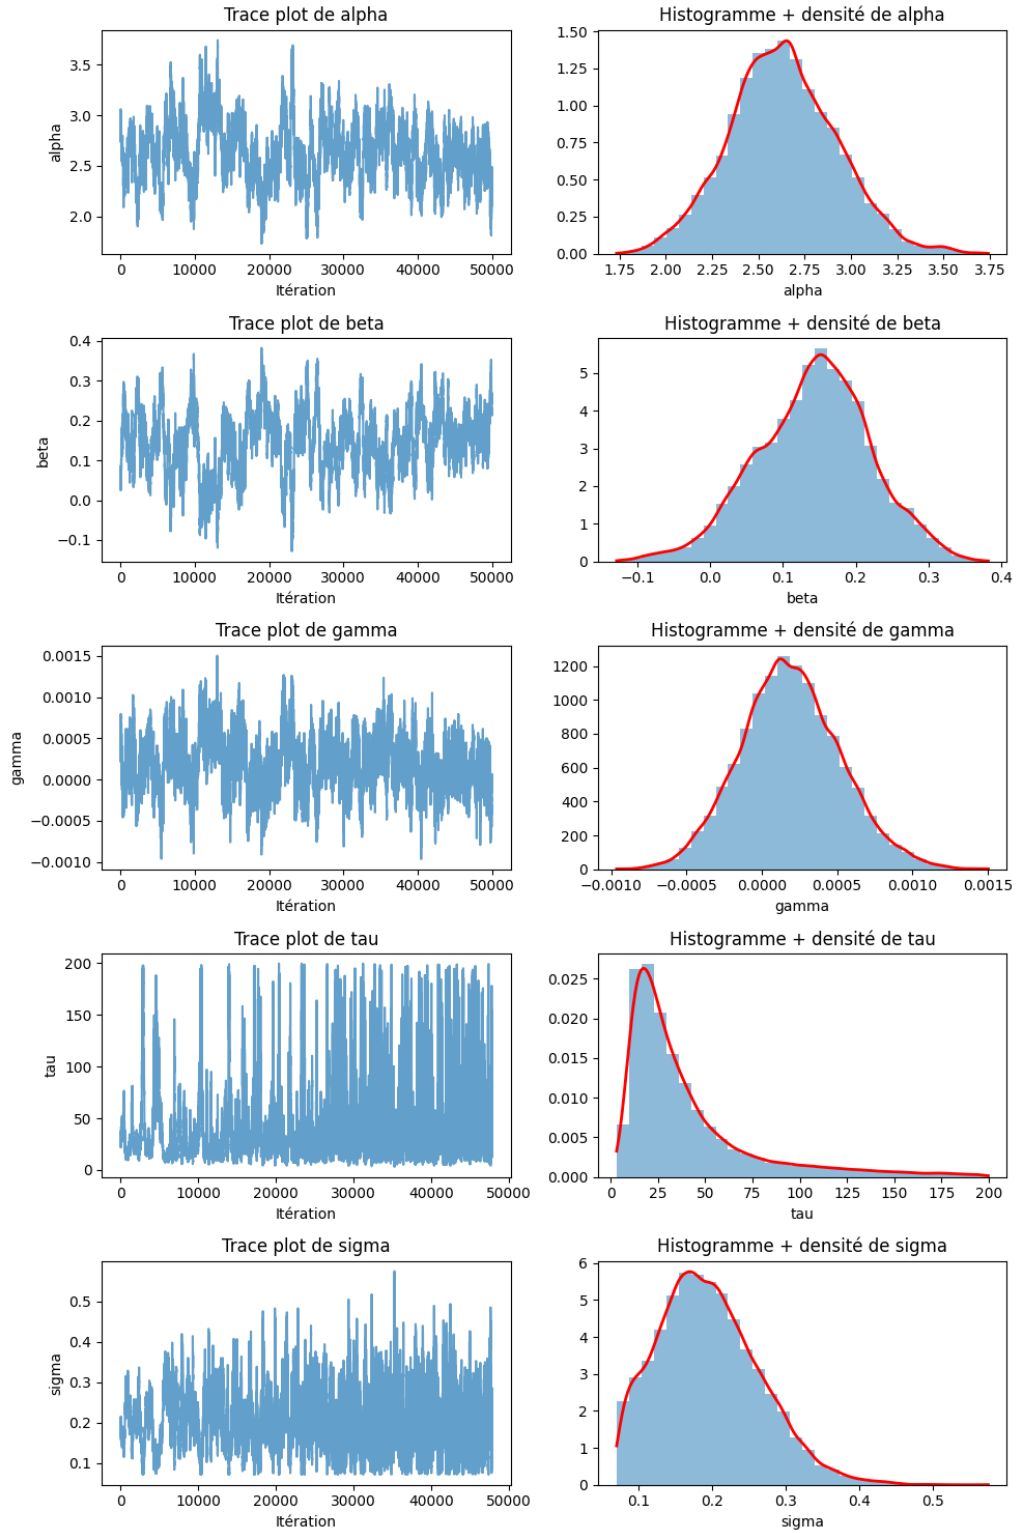 Trace plot de alpha
Histogramme + densité de alpha
3.5
3.0
2.5
2.0
alpha
0 10000 20000 30000 40000 50000
Itération
1.50
1.25
1.00
0.75
0.50
0.25
0.00
1.75 2.00 2.25 2.50 2.75 3.00 3.25 3.50 3.75
alpha
Trace plot de beta
Histogramme + densité de beta
0.4
0.3
0.2
0.1
0.0
−0.1
beta
0 10000 20000 30000 40000 50000
Itération
5
4
3
2
1
0
−0.1 0.0 0.1 0.2 0.3 0.4
beta
Trace plot de gamma
Histogramme + densité de gamma
0.0015
0.0010
0.0005
0.0000
−0.0005
−0.0010
gamma
0 10000 20000 30000 40000 50000
Itération
1200
1000
800
600
400
200
0
−0.0010 −0.0005 0.0000 0.0005 0.0010 0.0015
gamma
Trace plot de tau
Histogramme + densité de tau
200
150
100
50
0
tau
0 10000 20000 30000 40000 50000
Itération
0.025
0.020
0.015
0.010
0.005
0.000
0 25 50 75 100 125 150 175 200
tau
Trace plot de sigma
Histogramme + densité de sigma
0.5
0.4
0.3
0.2
0.1
sigma
0 10000 20000 30000 40000 50000
Itération
6
5
4
3
2
1
0
0.1 0.2 0.3 0.4 0.5
sigma